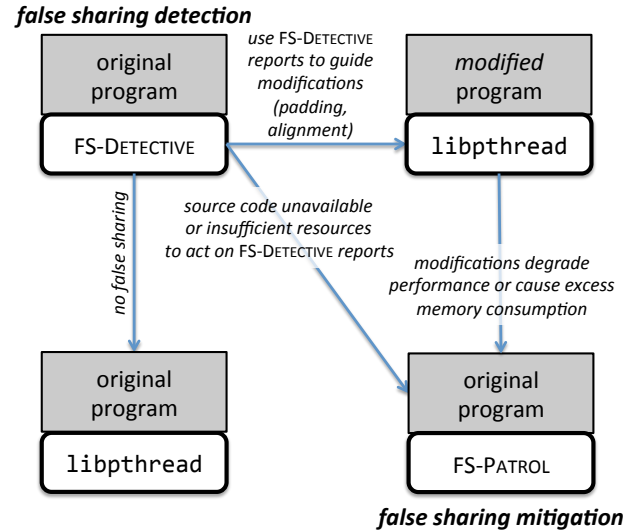 false sharing detection
original
program
FS-DETECTIVE
use FS-DETECTIVE
reports to guide
modifications
(padding,
alignment)
modified
program
libpthread
source code unavailable
or insufficient resources
to act on FS-DETECTIVE reports
no false sharing
modifications degrade
performance or cause excess
memory consumption
original
program
libpthread
original
program
FS-PATROL
false sharing mitigation